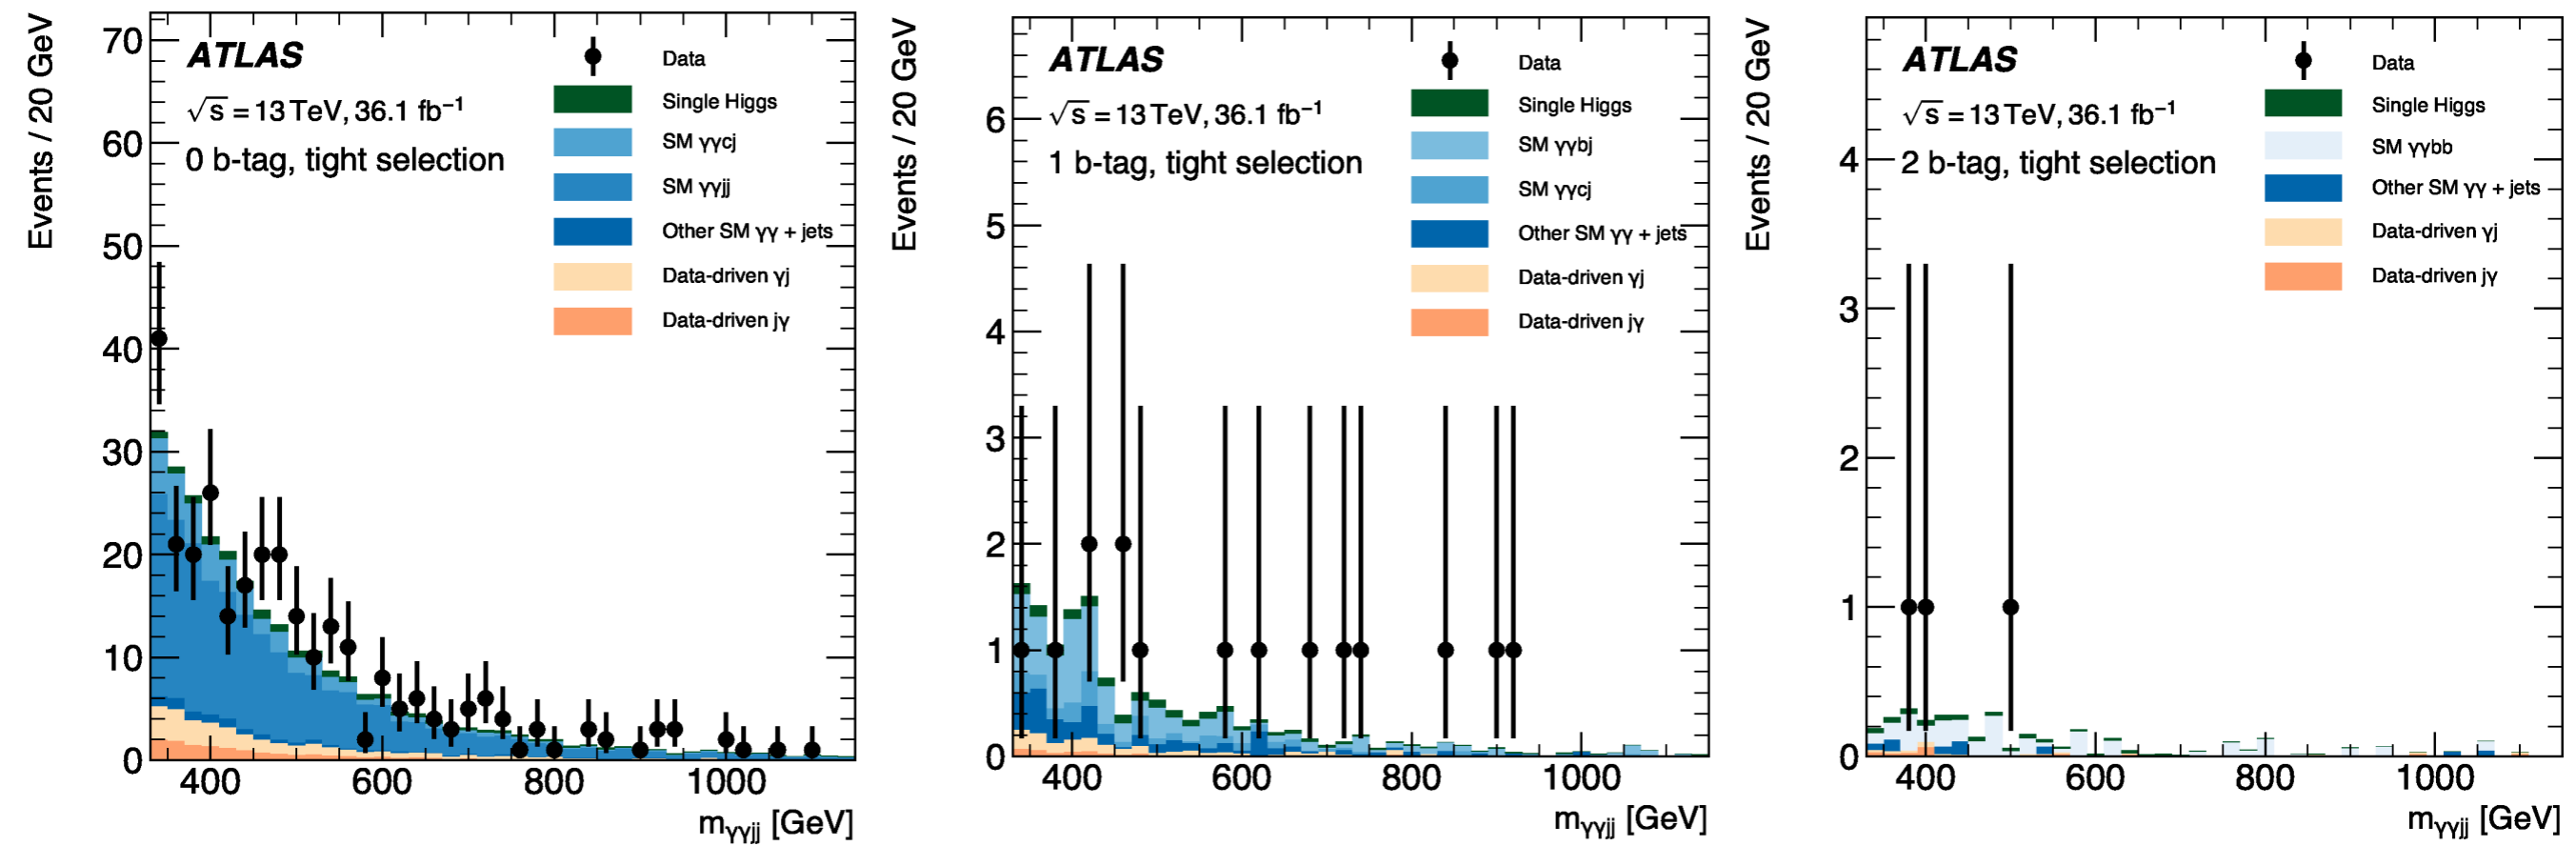 Events / 20 GeV
70
60
50
40
30
20
10
0
ATLAS
√s = 13 TeV, 36.1 fb⁻¹
0 b-tag, tight selection
Data
Single Higgs
SM γγcj
SM γγjj
Other SM γγ + jets
Data-driven γj
Data-driven jγ
400 600 800 1000
mγγjj [GeV]
Events / 20 GeV
6
5
4
3
2
1
0
ATLAS
√s = 13 TeV, 36.1 fb⁻¹
1 b-tag, tight selection
Data
Single Higgs
SM γγbj
SM γγcj
Other SM γγ + jets
Data-driven γj
Data-driven jγ
400 600 800 1000
mγγjj [GeV]
Events / 20 GeV
4
3
2
1
0
ATLAS
√s = 13 TeV, 36.1 fb⁻¹
2 b-tag, tight selection
Data
Single Higgs
SM γγbb
Other SM γγ + jets
Data-driven γj
Data-driven jγ
400 600 800 1000
mγγjj [GeV]